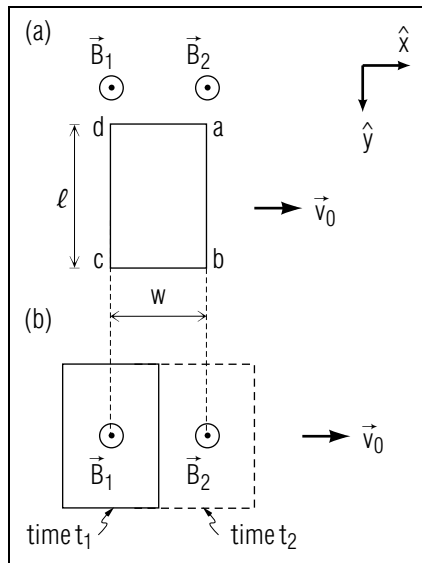 (a)
B⃗₁ B⃗₂ x̂
ŷ
d a
ℓ
v⃗₀
c b
w
(b)
B⃗₁ B⃗₂ v⃗₀
time t₁ time t₂